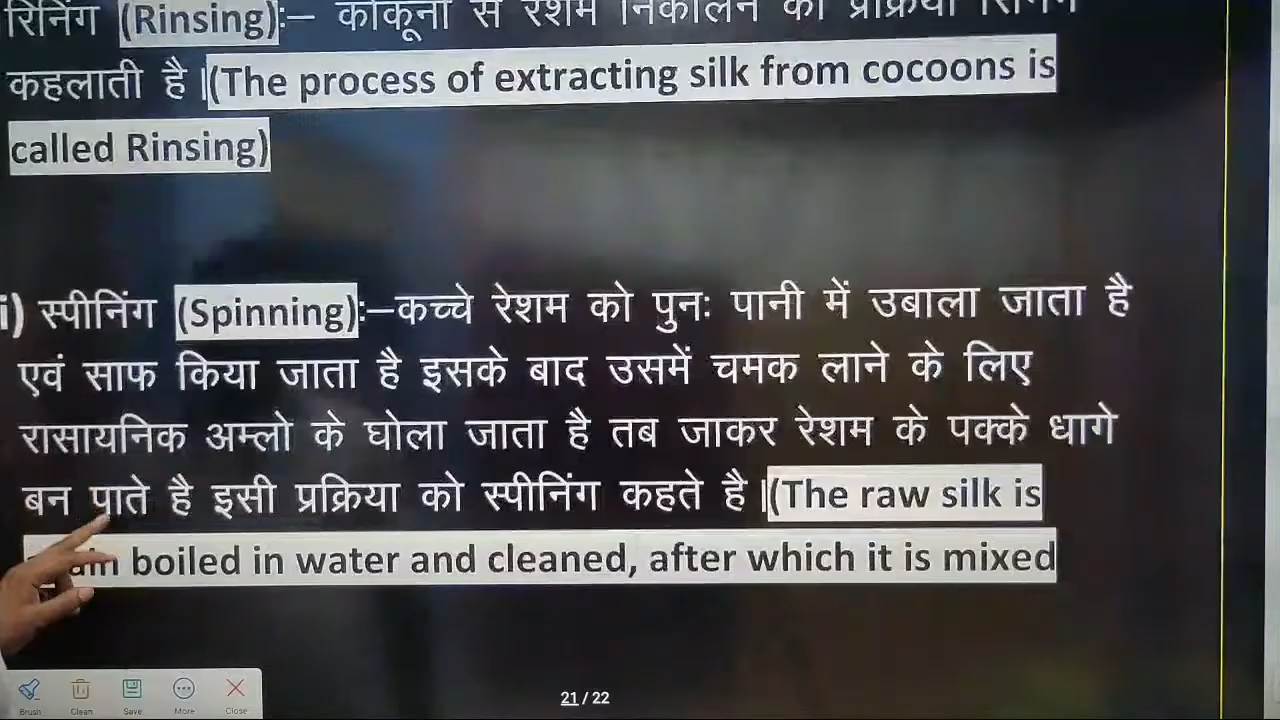 रिनिंग (Rinsing):– कोकूनों से रेशम निकालने की प्रक्रिया रिनिंग
कहलाती है |(The process of extracting silk from cocoons is
called Rinsing)
i) स्पीनिंग (Spinning):–कच्चे रेशम को पुनः पानी में उबाला जाता है
एवं साफ किया जाता है इसके बाद उसमें चमक लाने के लिए
रासायनिक अम्लो के घोला जाता है तब जाकर रेशम के पक्के धागे
बन पाते है इसी प्रक्रिया को स्पीनिंग कहते है |(The raw silk is
boiled in water and cleaned, after which it is mixed
Brush Clean Save More Close
21 / 22